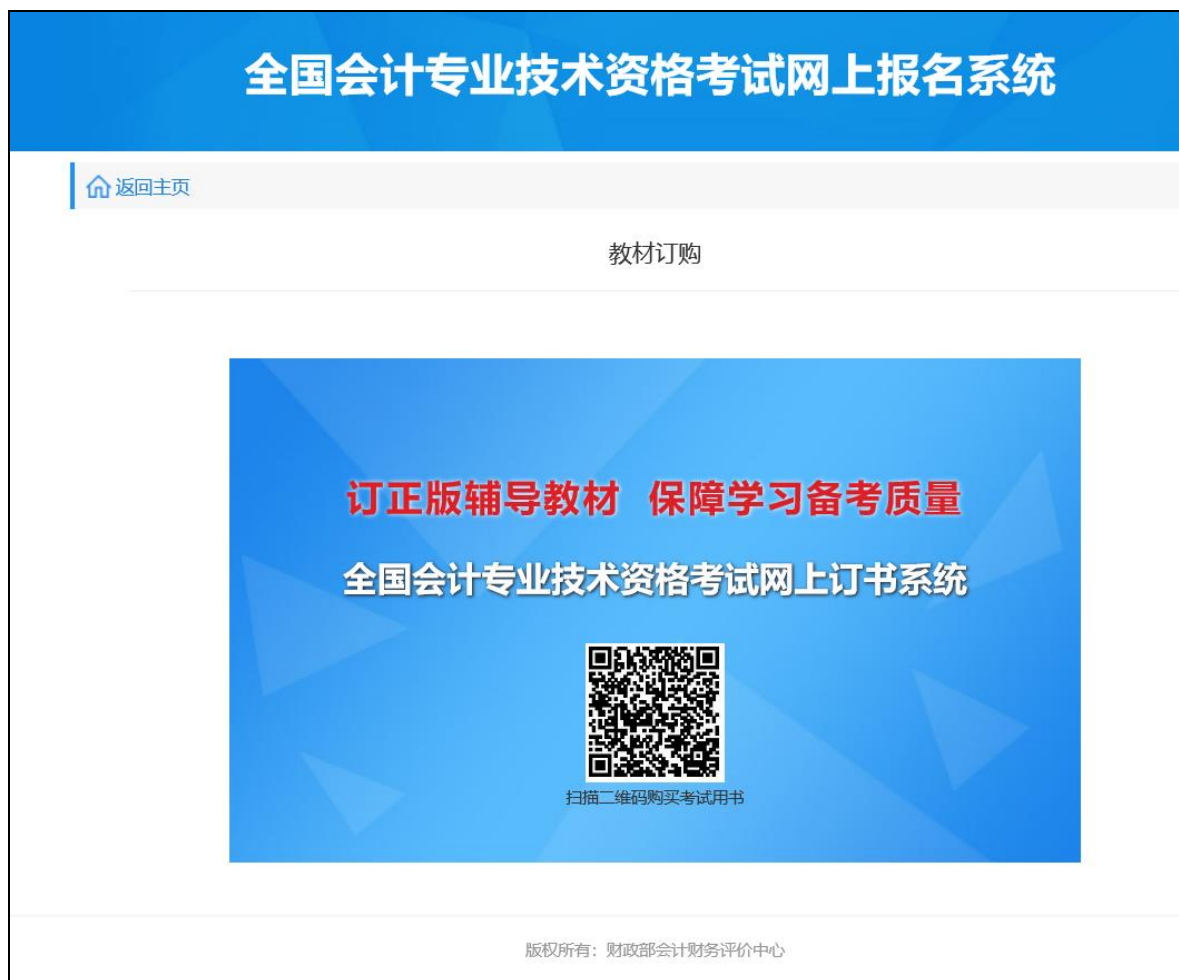 全国会计专业技术资格考试网上报名系统
返回主页
教材订购
订正版辅导教材 保障学习备考质量
全国会计专业技术资格考试网上订书系统
扫描二维码购买考试用书
版权所有：财政部会计财务评价中心